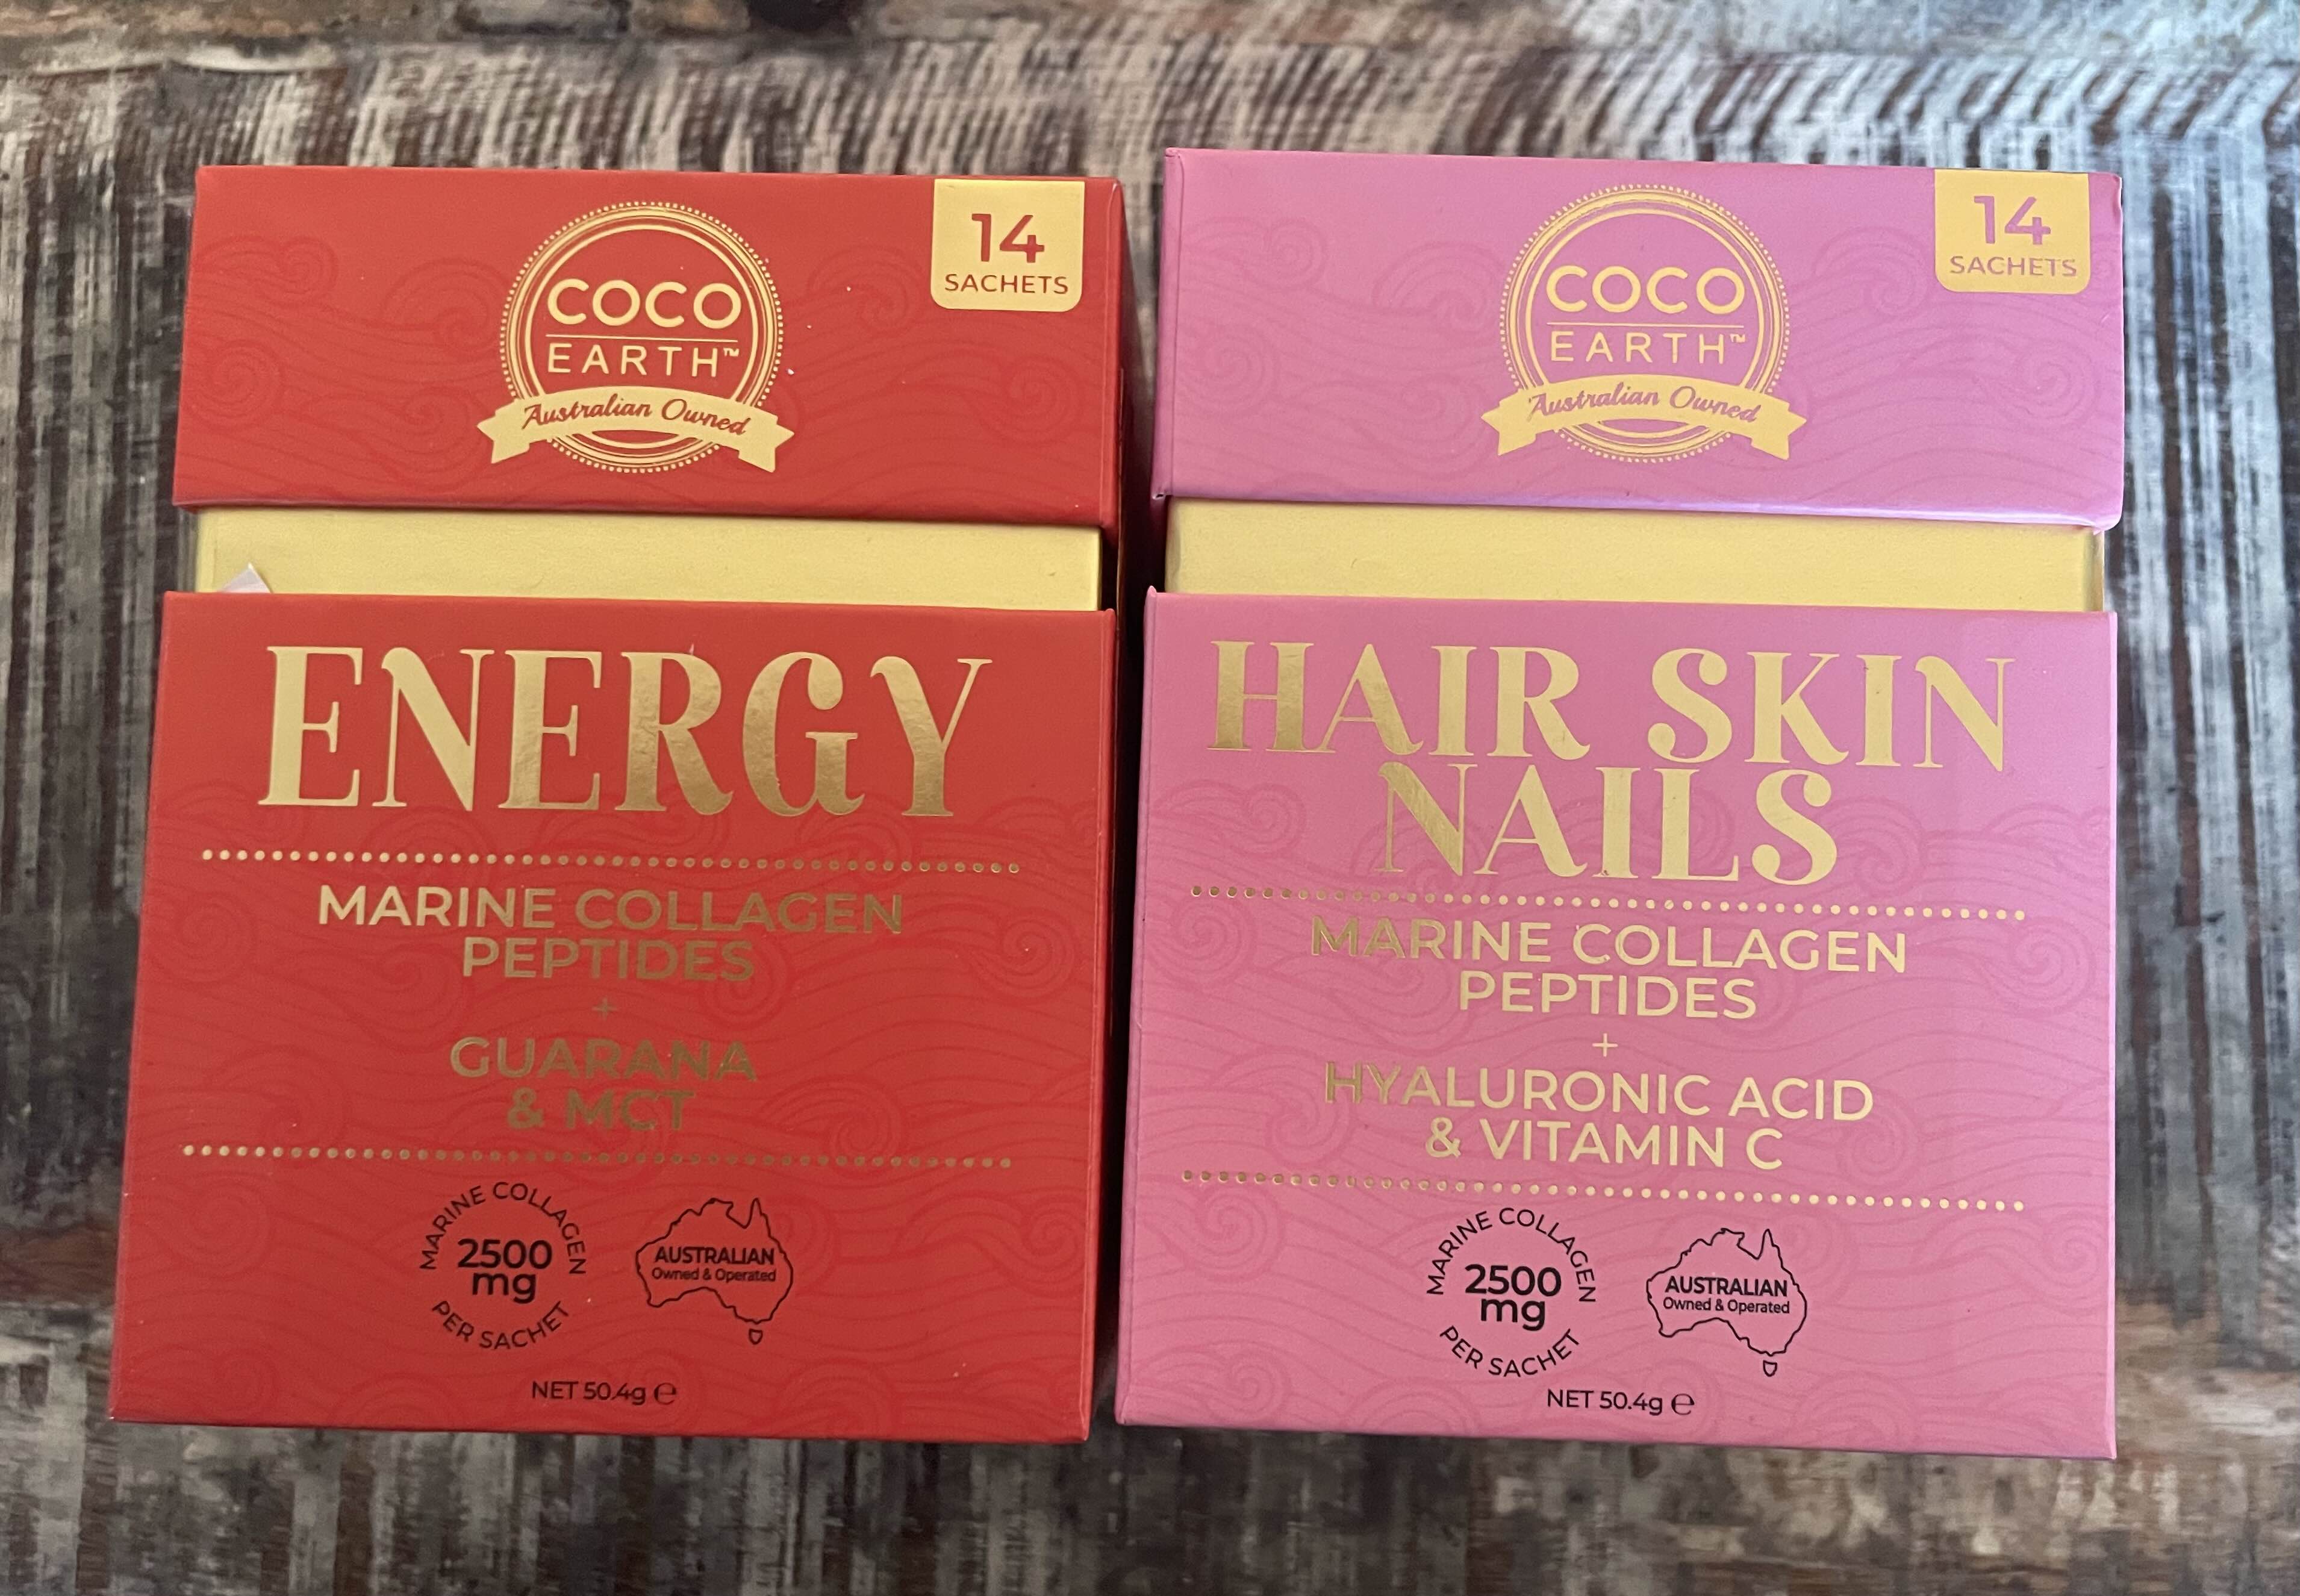 14
SACHETS
COCO
EARTH™
Australian Owned
ENERGY
MARINE COLLAGEN
PEPTIDES
+
GUARANA
& MCT
MARINE COLLAGEN
2500
mg
PER SACHET
AUSTRALIAN
Owned & Operated
NET 50.4g ℮
14
SACHETS
COCO
EARTH™
Australian Owned
HAIR SKIN
NAILS
MARINE COLLAGEN
PEPTIDES
+
HYALURONIC ACID
& VITAMIN C
MARINE COLLAGEN
2500
mg
PER SACHET
AUSTRALIAN
Owned & Operated
NET 50.4g ℮